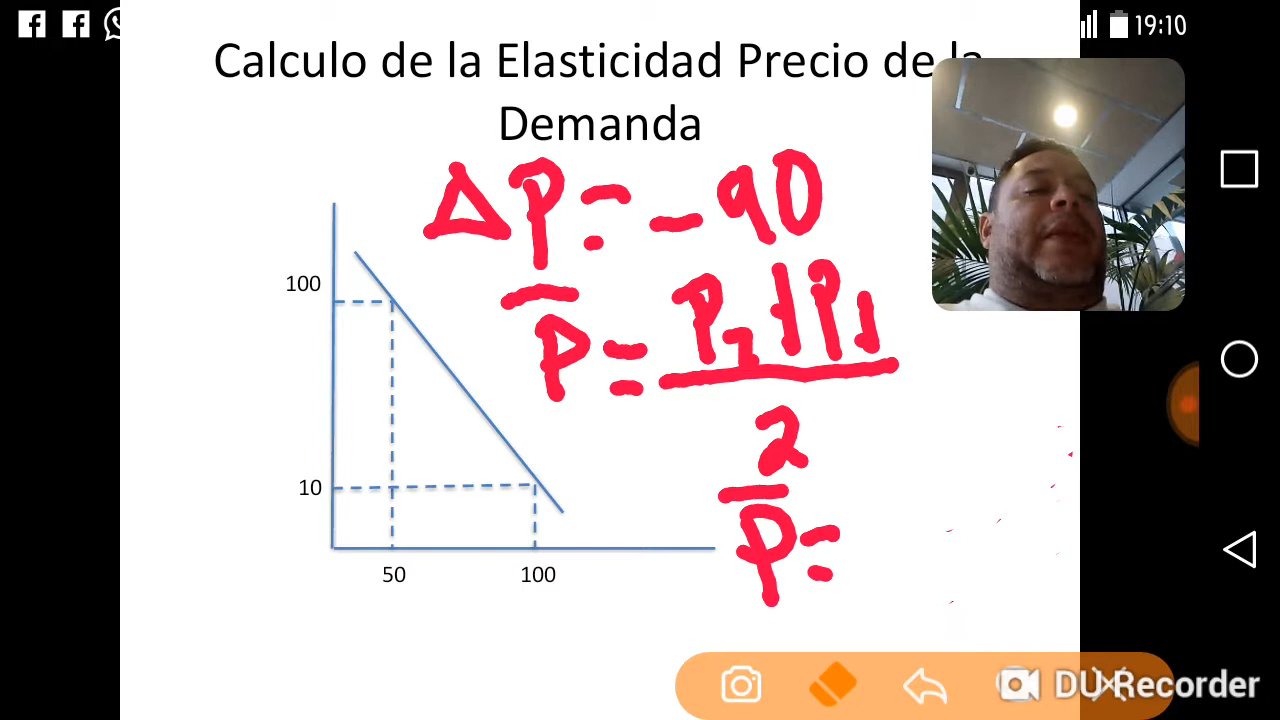 19:10
Calculo de la Elasticidad Precio de la
Demanda
ΔP = -90
100
P̅ = P2 + P1
2
10
P̅ =
50 100
DU Recorder